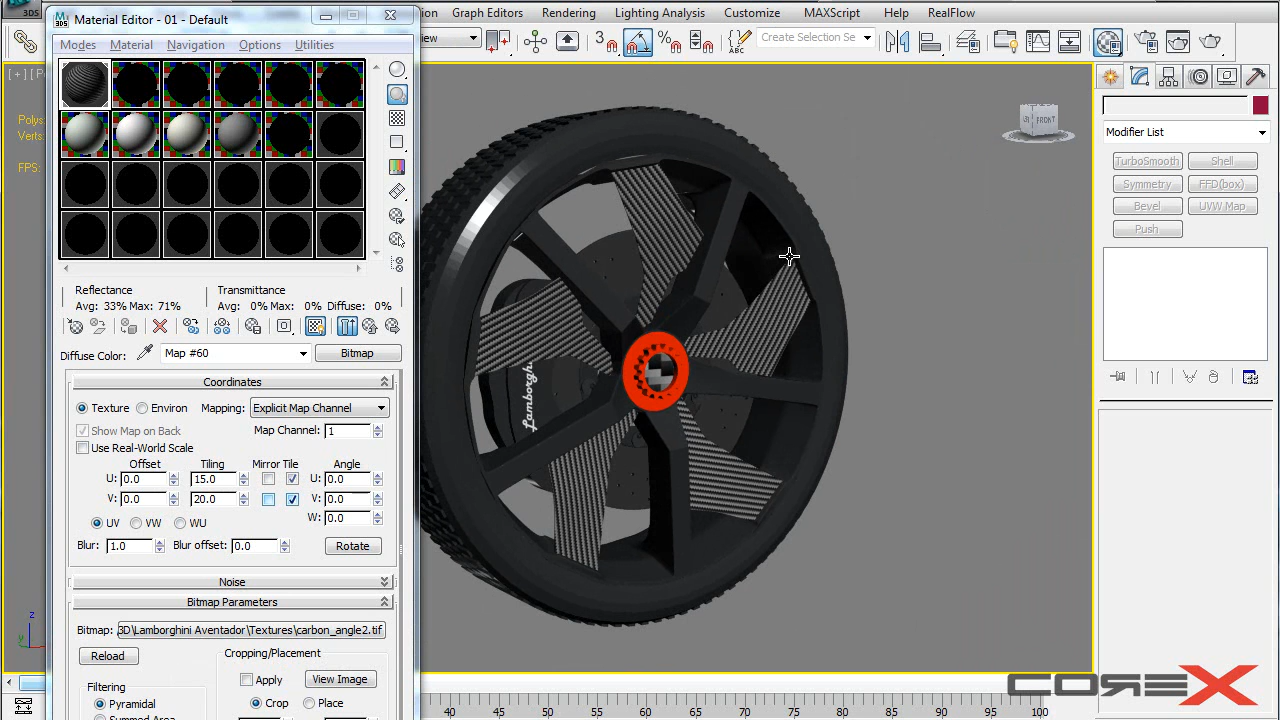 Material Editor - 01 - Default
Graph Editors Rendering Lighting Analysis Customize MAXScript Help RealFlow
Modes Material Navigation Options Utilities
Create Selection Se
[ + ]
Polys
Verts
FPS:
FRONT
Modifier List
TurboSmooth Shell
Symmetry FFD(box)
Bevel UVW Map
Push
Reflectance Transmittance
Avg: 33% Max: 71% Avg: 0% Max: 0% Diffuse: 0%
Diffuse Color: Map #60 Bitmap
Coordinates
Texture Environ Mapping: Explicit Map Channel
Show Map on Back Map Channel: 1
Use Real-World Scale
Offset Tiling Mirror Tile Angle
U: 0.0 15.0 U: 0.0
V: 0.0 20.0 V: 0.0
W: 0.0
UV VW WU
Blur: 1.0 Blur offset: 0.0 Rotate
Noise
Bitmap Parameters
Bitmap: 3D\Lamborghini Aventador\Textures\carbon_angle2.tif
Reload Cropping/Placement
Apply View Image
Filtering
Crop Place
Pyramidal
Summed Area
Lamborghi
z
y
40 45 50 55 60 65 70 75 80 85 90 95 100
COREX